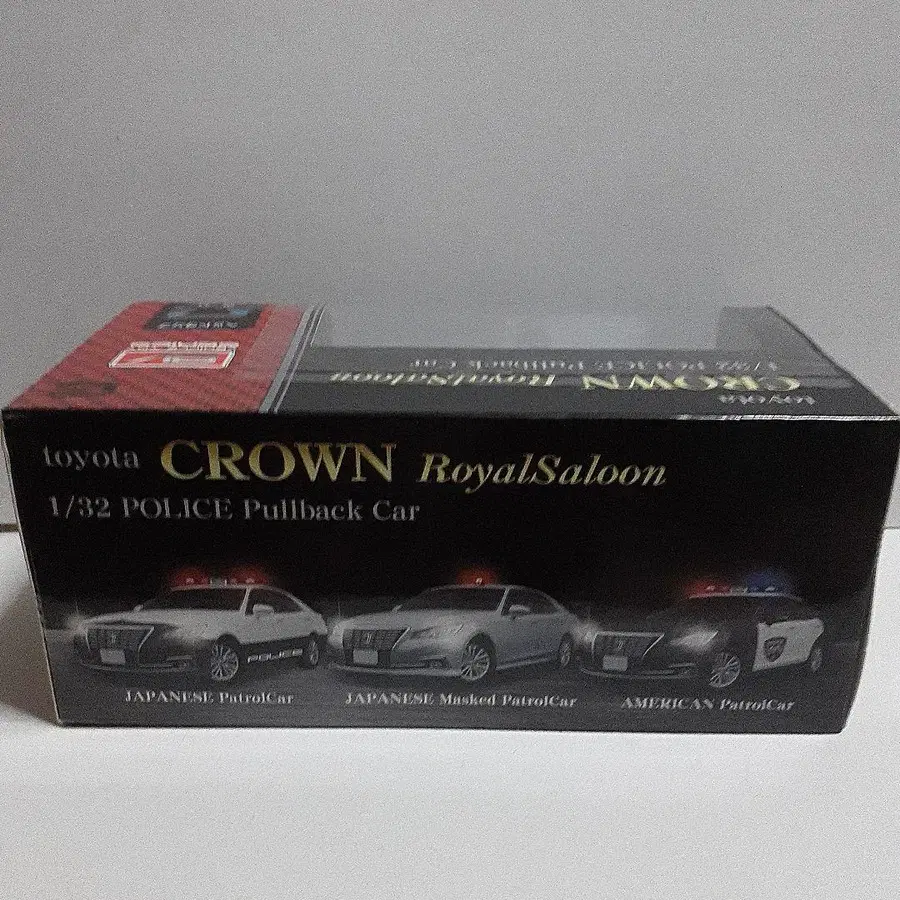 toyota CROWN RoyalSaloon
1/32 POLICE Pullback Car
toyota CROWN RoyalSaloon
1/32 POLICE Pullback Car
POLICE
JAPANESE PatrolCar
JAPANESE Masked PatrolCar
AMERICAN PatrolCar